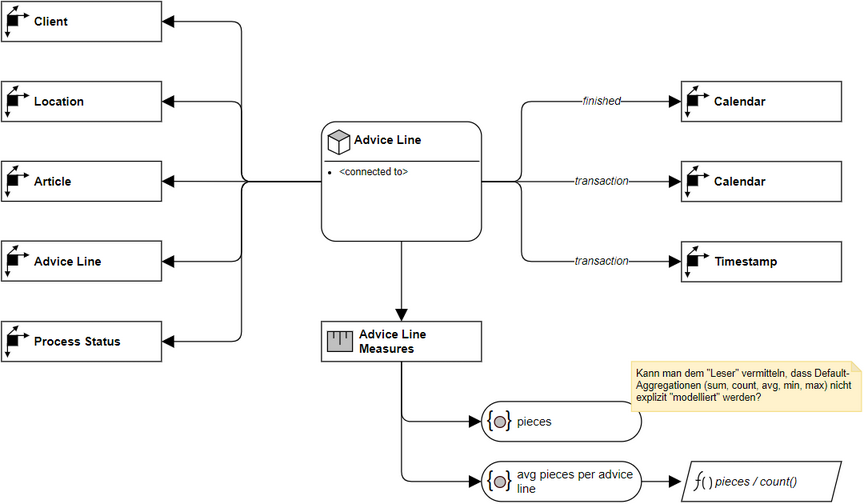 Client
Location
Article
Advice Line
Process Status
Advice Line
<connected to>
finished
Calendar
transaction
Calendar
transaction
Timestamp
Advice Line
Measures
Kann man dem "Leser" vermitteln, dass Default-
Aggregationen (sum, count, avg, min, max) nicht
explizit "modelliert" werden?
{ } pieces
{ } avg pieces per advice
line
ƒ() pieces / count()